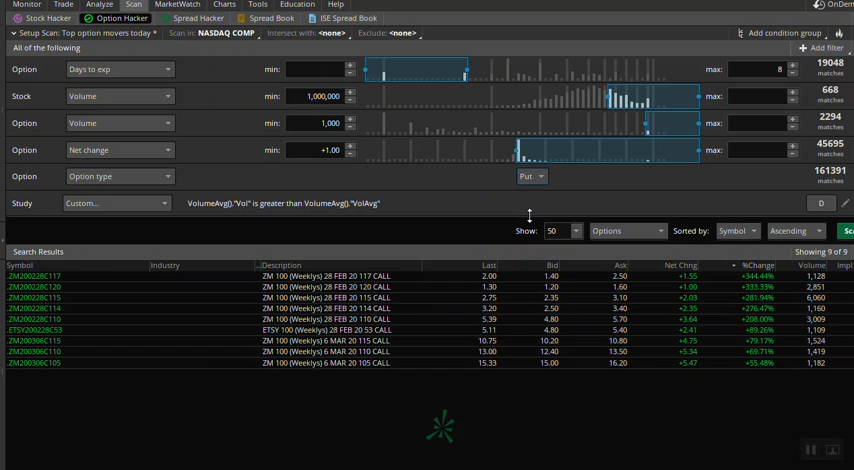 Monitor Trade Analyze Scan MarketWatch Charts Tools Education Help OnDem
Stock Hacker Option Hacker Spread Hacker Spread Book ISE Spread Book
Setup Scan: Top option movers today * Scan in: NASDAQ COMP Intersect with: <none> Exclude: <none> Add condition group
All of the following Add filter
Option Days to exp min: max: 8 19048 matches
Stock Volume min: 1,000,000 max: 668 matches
Option Volume min: 1,000 max: 2294 matches
Option Net change min: +1.00 max: 45695 matches
Option Option type Put 161391 matches
Study Custom... VolumeAvg()."Vol" is greater than VolumeAvg()."VolAvg" D
Show: 50 Options Sorted by: Symbol Ascending Sca
Search Results Showing 9 of 9
Symbol Industry Description Last Bid Ask Net Chng %Change Volume Impl
.ZM200228C117 ZM 100 (Weeklys) 28 FEB 20 117 CALL 2.00 1.40 2.50 +1.55 +344.44% 1,128
.ZM200228C120 ZM 100 (Weeklys) 28 FEB 20 120 CALL 1.30 1.20 1.60 +1.00 +333.33% 2,851
.ZM200228C115 ZM 100 (Weeklys) 28 FEB 20 115 CALL 2.75 2.35 3.10 +2.03 +281.94% 6,060
.ZM200228C114 ZM 100 (Weeklys) 28 FEB 20 114 CALL 3.20 2.50 3.40 +2.35 +276.47% 1,160
.ZM200228C110 ZM 100 (Weeklys) 28 FEB 20 110 CALL 5.39 4.80 5.70 +3.64 +208.00% 3,009
.ETSY200228C53 ETSY 100 (Weeklys) 28 FEB 20 53 CALL 5.11 4.80 5.40 +2.41 +89.26% 1,109
.ZM200306C115 ZM 100 (Weeklys) 6 MAR 20 115 CALL 10.75 10.20 10.80 +4.75 +79.17% 1,524
.ZM200306C110 ZM 100 (Weeklys) 6 MAR 20 110 CALL 13.00 12.40 13.50 +5.34 +69.71% 1,419
.ZM200306C105 ZM 100 (Weeklys) 6 MAR 20 105 CALL 15.33 15.00 16.20 +5.47 +55.48% 1,182